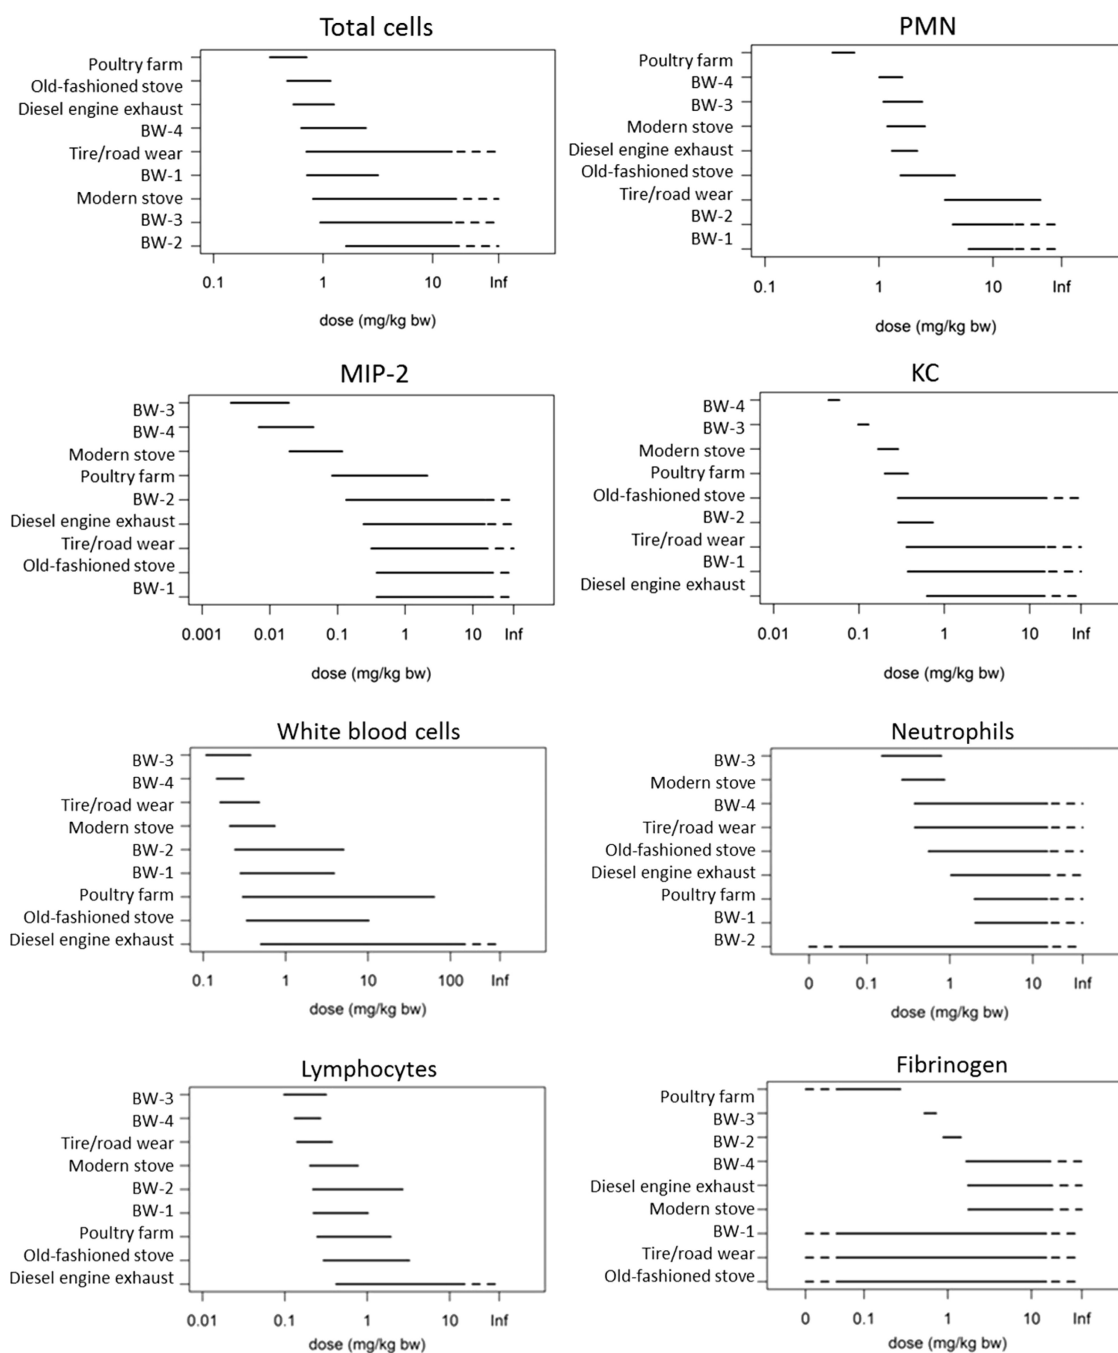 Total cells
Poultry farm
Old-fashioned stove
Diesel engine exhaust
BW-4
Tire/road wear
BW-1
Modern stove
BW-3
BW-2
0.1 1 10 Inf
dose (mg/kg bw)
PMN
Poultry farm
BW-4
BW-3
Modern stove
Diesel engine exhaust
Old-fashioned stove
Tire/road wear
BW-2
BW-1
0.1 1 10 Inf
dose (mg/kg bw)
MIP-2
BW-3
BW-4
Modern stove
Poultry farm
BW-2
Diesel engine exhaust
Tire/road wear
Old-fashioned stove
BW-1
0.001 0.01 0.1 1 10 Inf
dose (mg/kg bw)
KC
BW-4
BW-3
Modern stove
Poultry farm
Old-fashioned stove
BW-2
Tire/road wear
BW-1
Diesel engine exhaust
0.01 0.1 1 10 Inf
dose (mg/kg bw)
White blood cells
BW-3
BW-4
Tire/road wear
Modern stove
BW-2
BW-1
Poultry farm
Old-fashioned stove
Diesel engine exhaust
0.1 1 10 100 Inf
dose (mg/kg bw)
Neutrophils
BW-3
Modern stove
BW-4
Tire/road wear
Old-fashioned stove
Diesel engine exhaust
Poultry farm
BW-1
BW-2
0 0.1 1 10 Inf
dose (mg/kg bw)
Lymphocytes
BW-3
BW-4
Tire/road wear
Modern stove
BW-2
BW-1
Poultry farm
Old-fashioned stove
Diesel engine exhaust
0.01 0.1 1 10 Inf
dose (mg/kg bw)
Fibrinogen
Poultry farm
BW-3
BW-2
BW-4
Diesel engine exhaust
Modern stove
BW-1
Tire/road wear
Old-fashioned stove
0 0.1 1 10 Inf
dose (mg/kg bw)